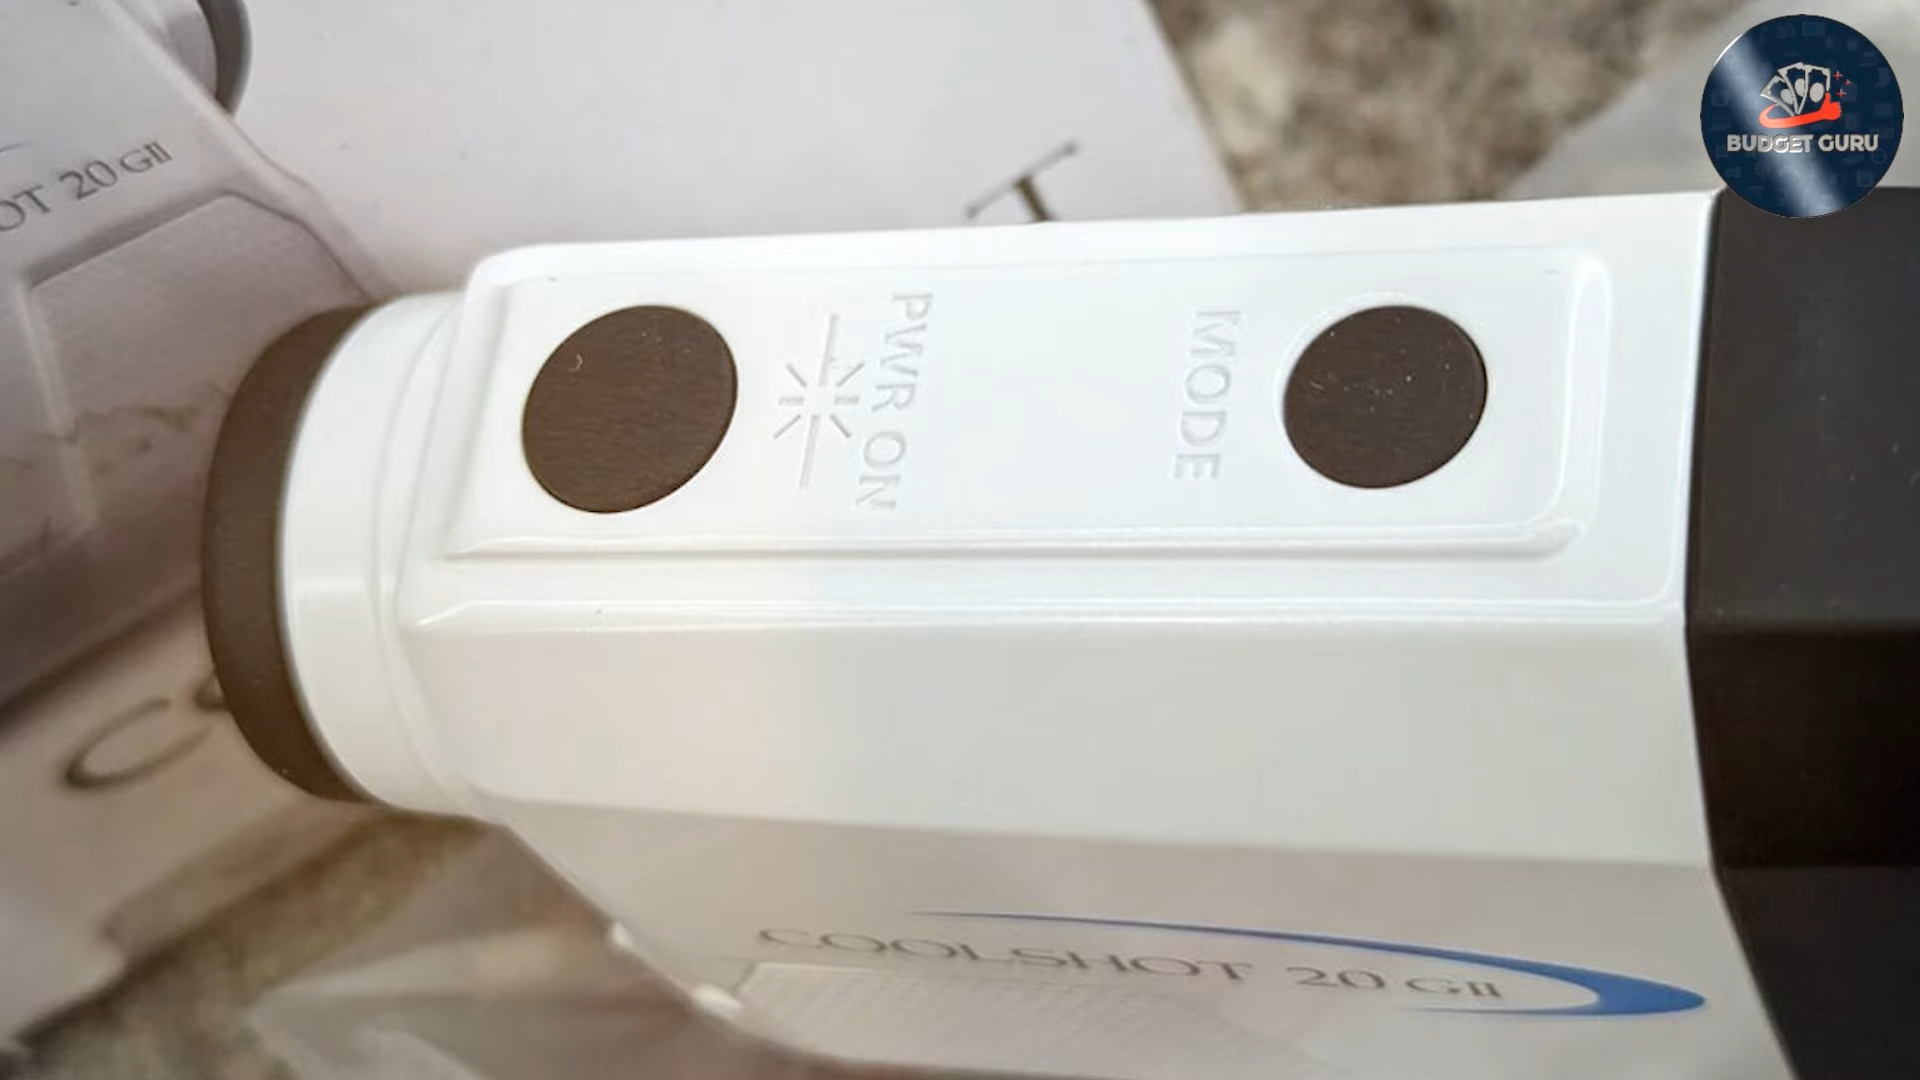 BUDGET GURU
OT 20 GII
PWR ON
MODE
COOLSHOT 20 GII